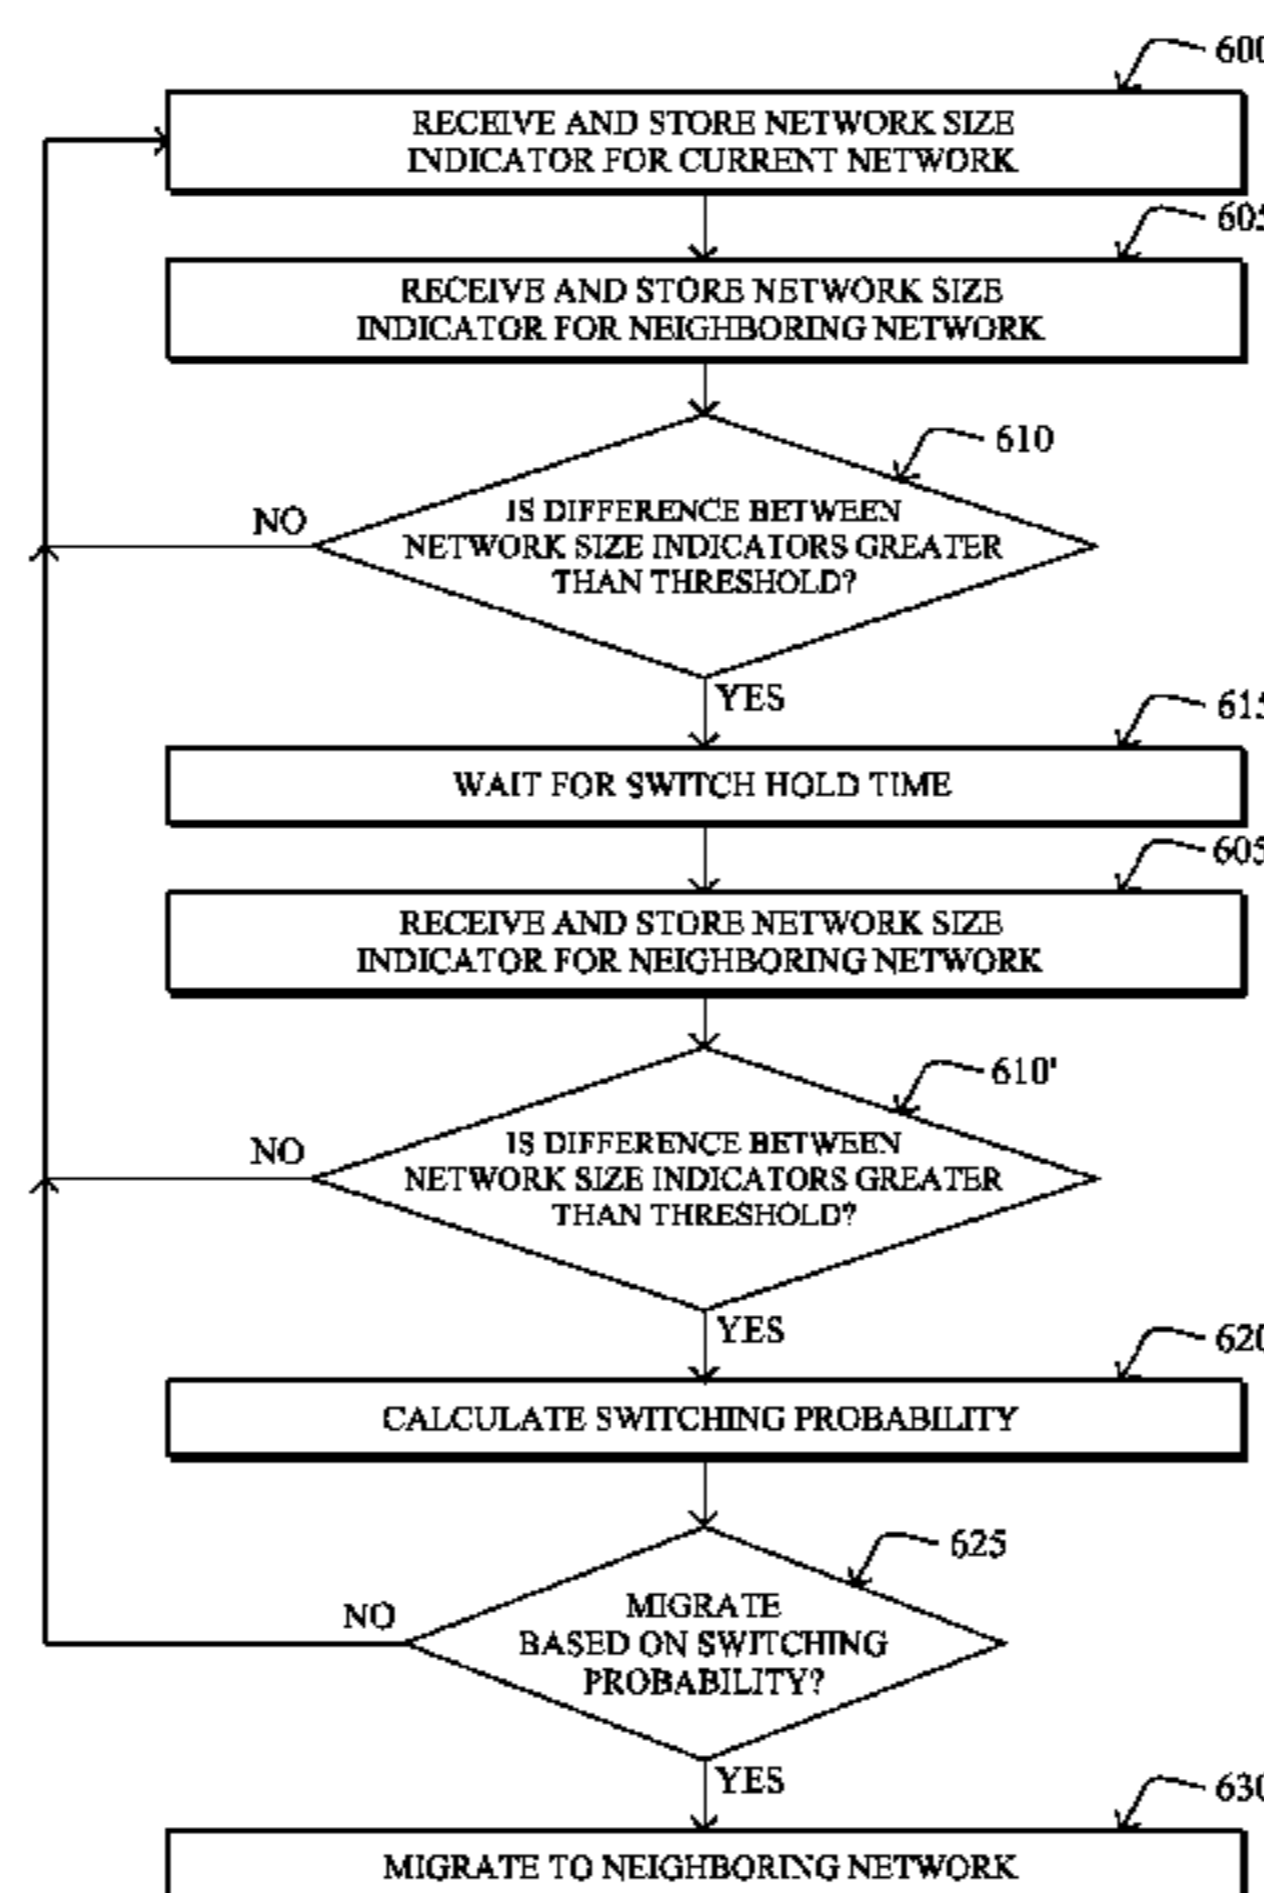 600
RECEIVE AND STORE NETWORK SIZE
INDICATOR FOR CURRENT NETWORK
605
RECEIVE AND STORE NETWORK SIZE
INDICATOR FOR NEIGHBORING NETWORK
610
NO
IS DIFFERENCE BETWEEN
NETWORK SIZE INDICATORS GREATER
THAN THRESHOLD?
YES
615
WAIT FOR SWITCH HOLD TIME
605
RECEIVE AND STORE NETWORK SIZE
INDICATOR FOR NEIGHBORING NETWORK
610'
NO
IS DIFFERENCE BETWEEN
NETWORK SIZE INDICATORS GREATER
THAN THRESHOLD?
YES
620
CALCULATE SWITCHING PROBABILITY
625
NO
MIGRATE
BASED ON SWITCHING
PROBABILITY?
YES
630
MIGRATE TO NEIGHBORING NETWORK